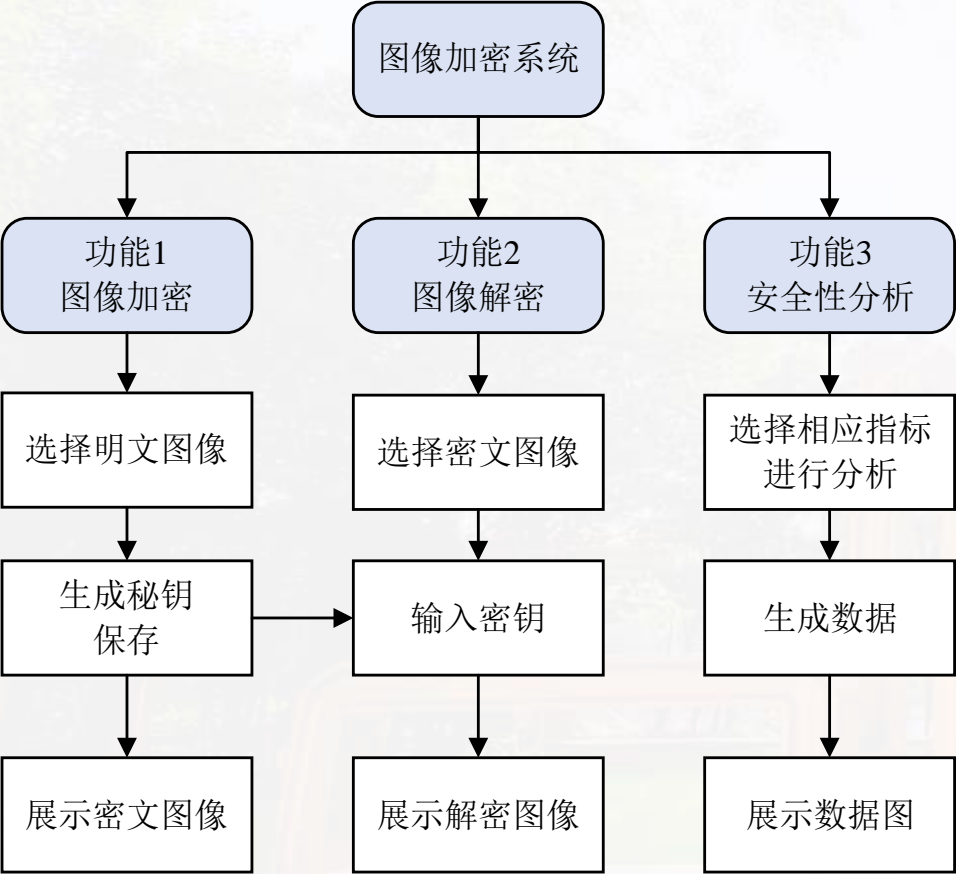 图像加密系统
功能1
图像加密
功能2
图像解密
功能3
安全性分析
选择明文图像
选择密文图像
选择相应指标
进行分析
生成秘钥
保存
输入密钥
生成数据
展示密文图像
展示解密图像
展示数据图